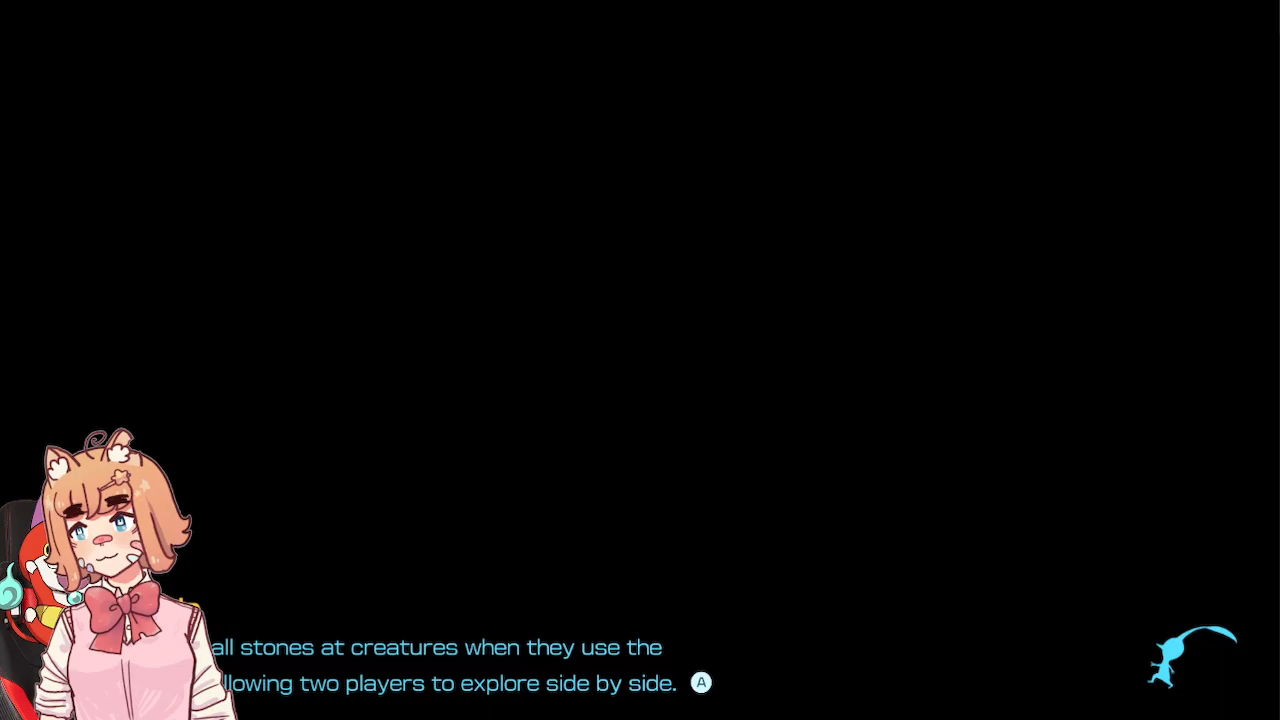 all stones at creatures when they use the
llowing two players to explore side by side. A